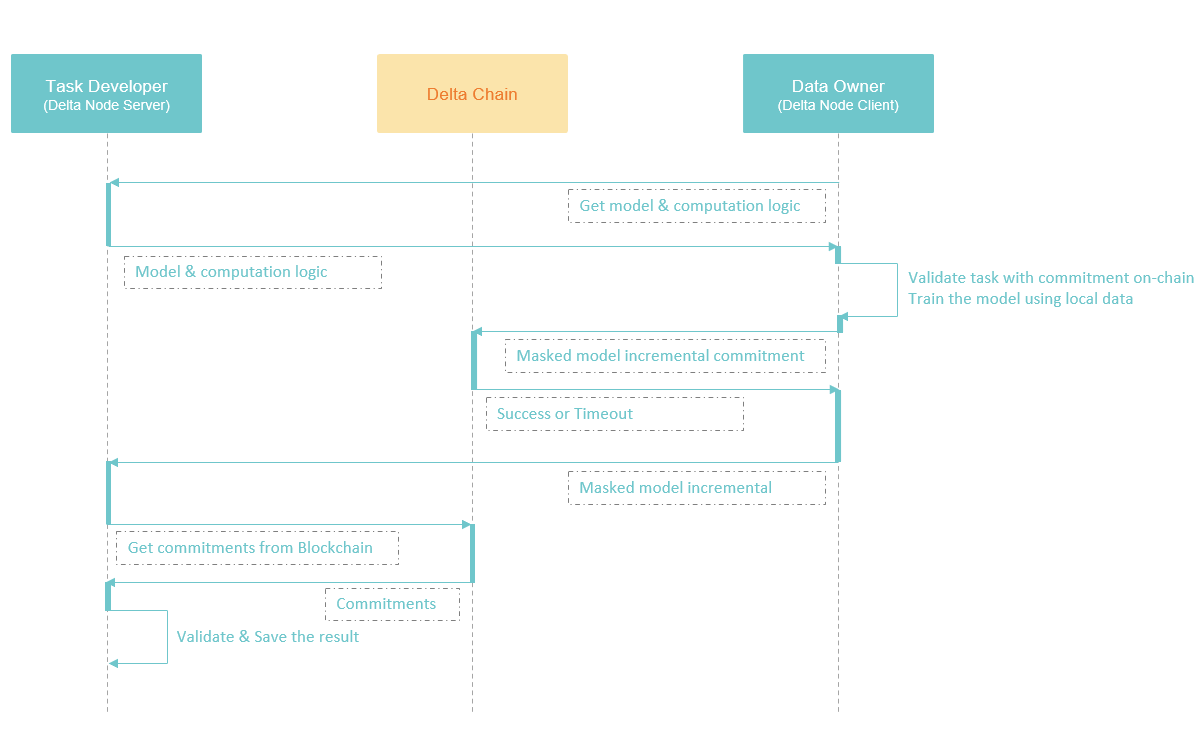 Task Developer
(Delta Node Server)
Delta Chain
Data Owner
(Delta Node Client)
Get model & computation logic
Model & computation logic
Validate task with commitment on-chain
Train the model using local data
Masked model incremental commitment
Success or Timeout
Masked model incremental
Get commitments from Blockchain
Commitments
Validate & Save the result